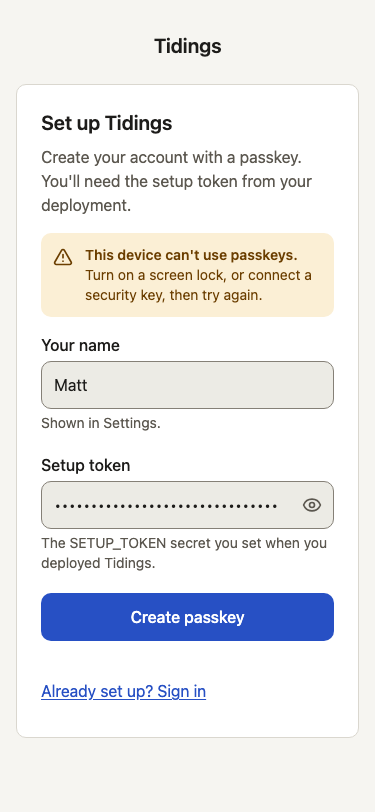 Tidings
Set up Tidings
Create your account with a passkey.
You'll need the setup token from your
deployment.
This device can't use passkeys.
Turn on a screen lock, or connect a
security key, then try again.
Your name
Matt
Shown in Settings.
Setup token
•••••••••••••••••••••••••••••••
The SETUP_TOKEN secret you set when you
deployed Tidings.
Create passkey
Already set up? Sign in